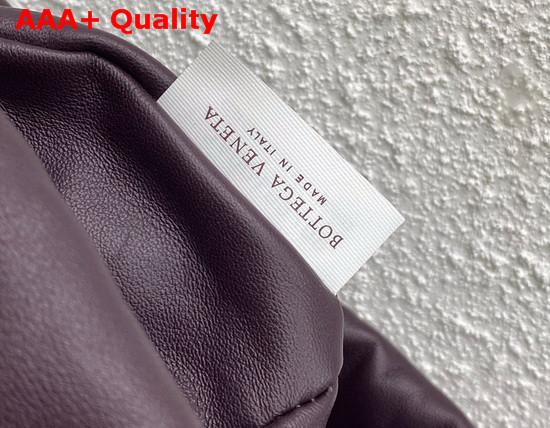 AAA+ Quality
BOTTEGA VENETA
MADE IN ITALY